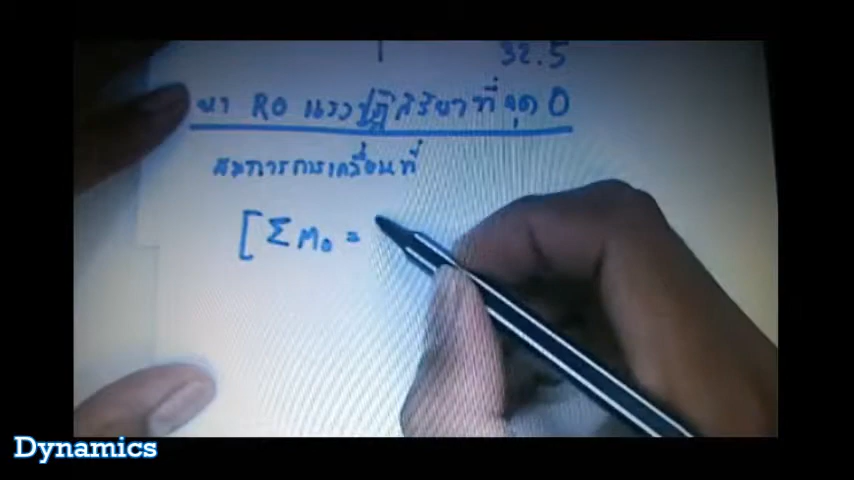 32.5
หา RO แรงปฏิกิริยาที่จุด O
สมการการเคลื่อนที่
[ΣM₀ =
Dynamics